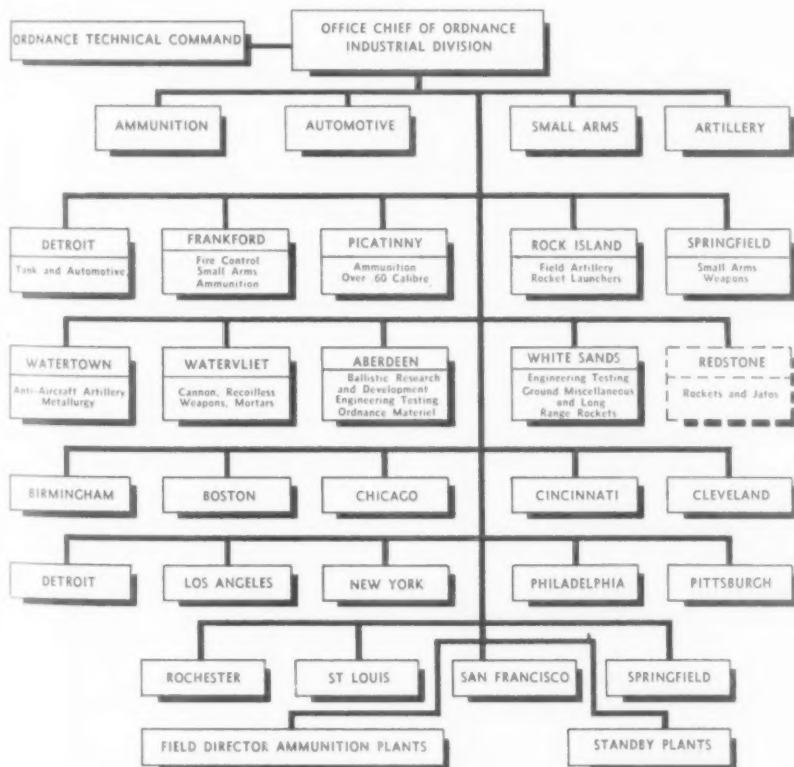 OFFICE CHIEF OF ORDNANCE
INDUSTRIAL DIVISION
ORDNANCE TECHNICAL COMMAND
AMMUNITION
AUTOMOTIVE
SMALL ARMS
ARTILLERY
DETROIT
Tank and Automotive
FRANKFORD
Fire Control
Small Arms
Ammunition
PICATINNY
Ammunition
Over .60 Calibre
ROCK ISLAND
Field Artillery
Rocket Launchers
SPRINGFIELD
Small Arms
Weapons
WATERTOWN
Anti-Aircraft Artillery
Metallurgy
WATERVLIET
Cannon, Recoilless
Weapons, Mortars
ABERDEEN
Ballistic Research
and Development
Engineering Testing
Ordnance Materiel
WHITE SANDS
Engineering Testing
Ground Miscellaneous
and Long
Range Rockets
REDSTONE
Rockets and Jatos
BIRMINGHAM
BOSTON
CHICAGO
CINCINNATI
CLEVELAND
DETROIT
LOS ANGELES
NEW YORK
PHILADELPHIA
PITTSBURGH
ROCHESTER
ST LOUIS
SAN FRANCISCO
SPRINGFIELD
FIELD DIRECTOR AMMUNITION PLANTS
STANDBY PLANTS